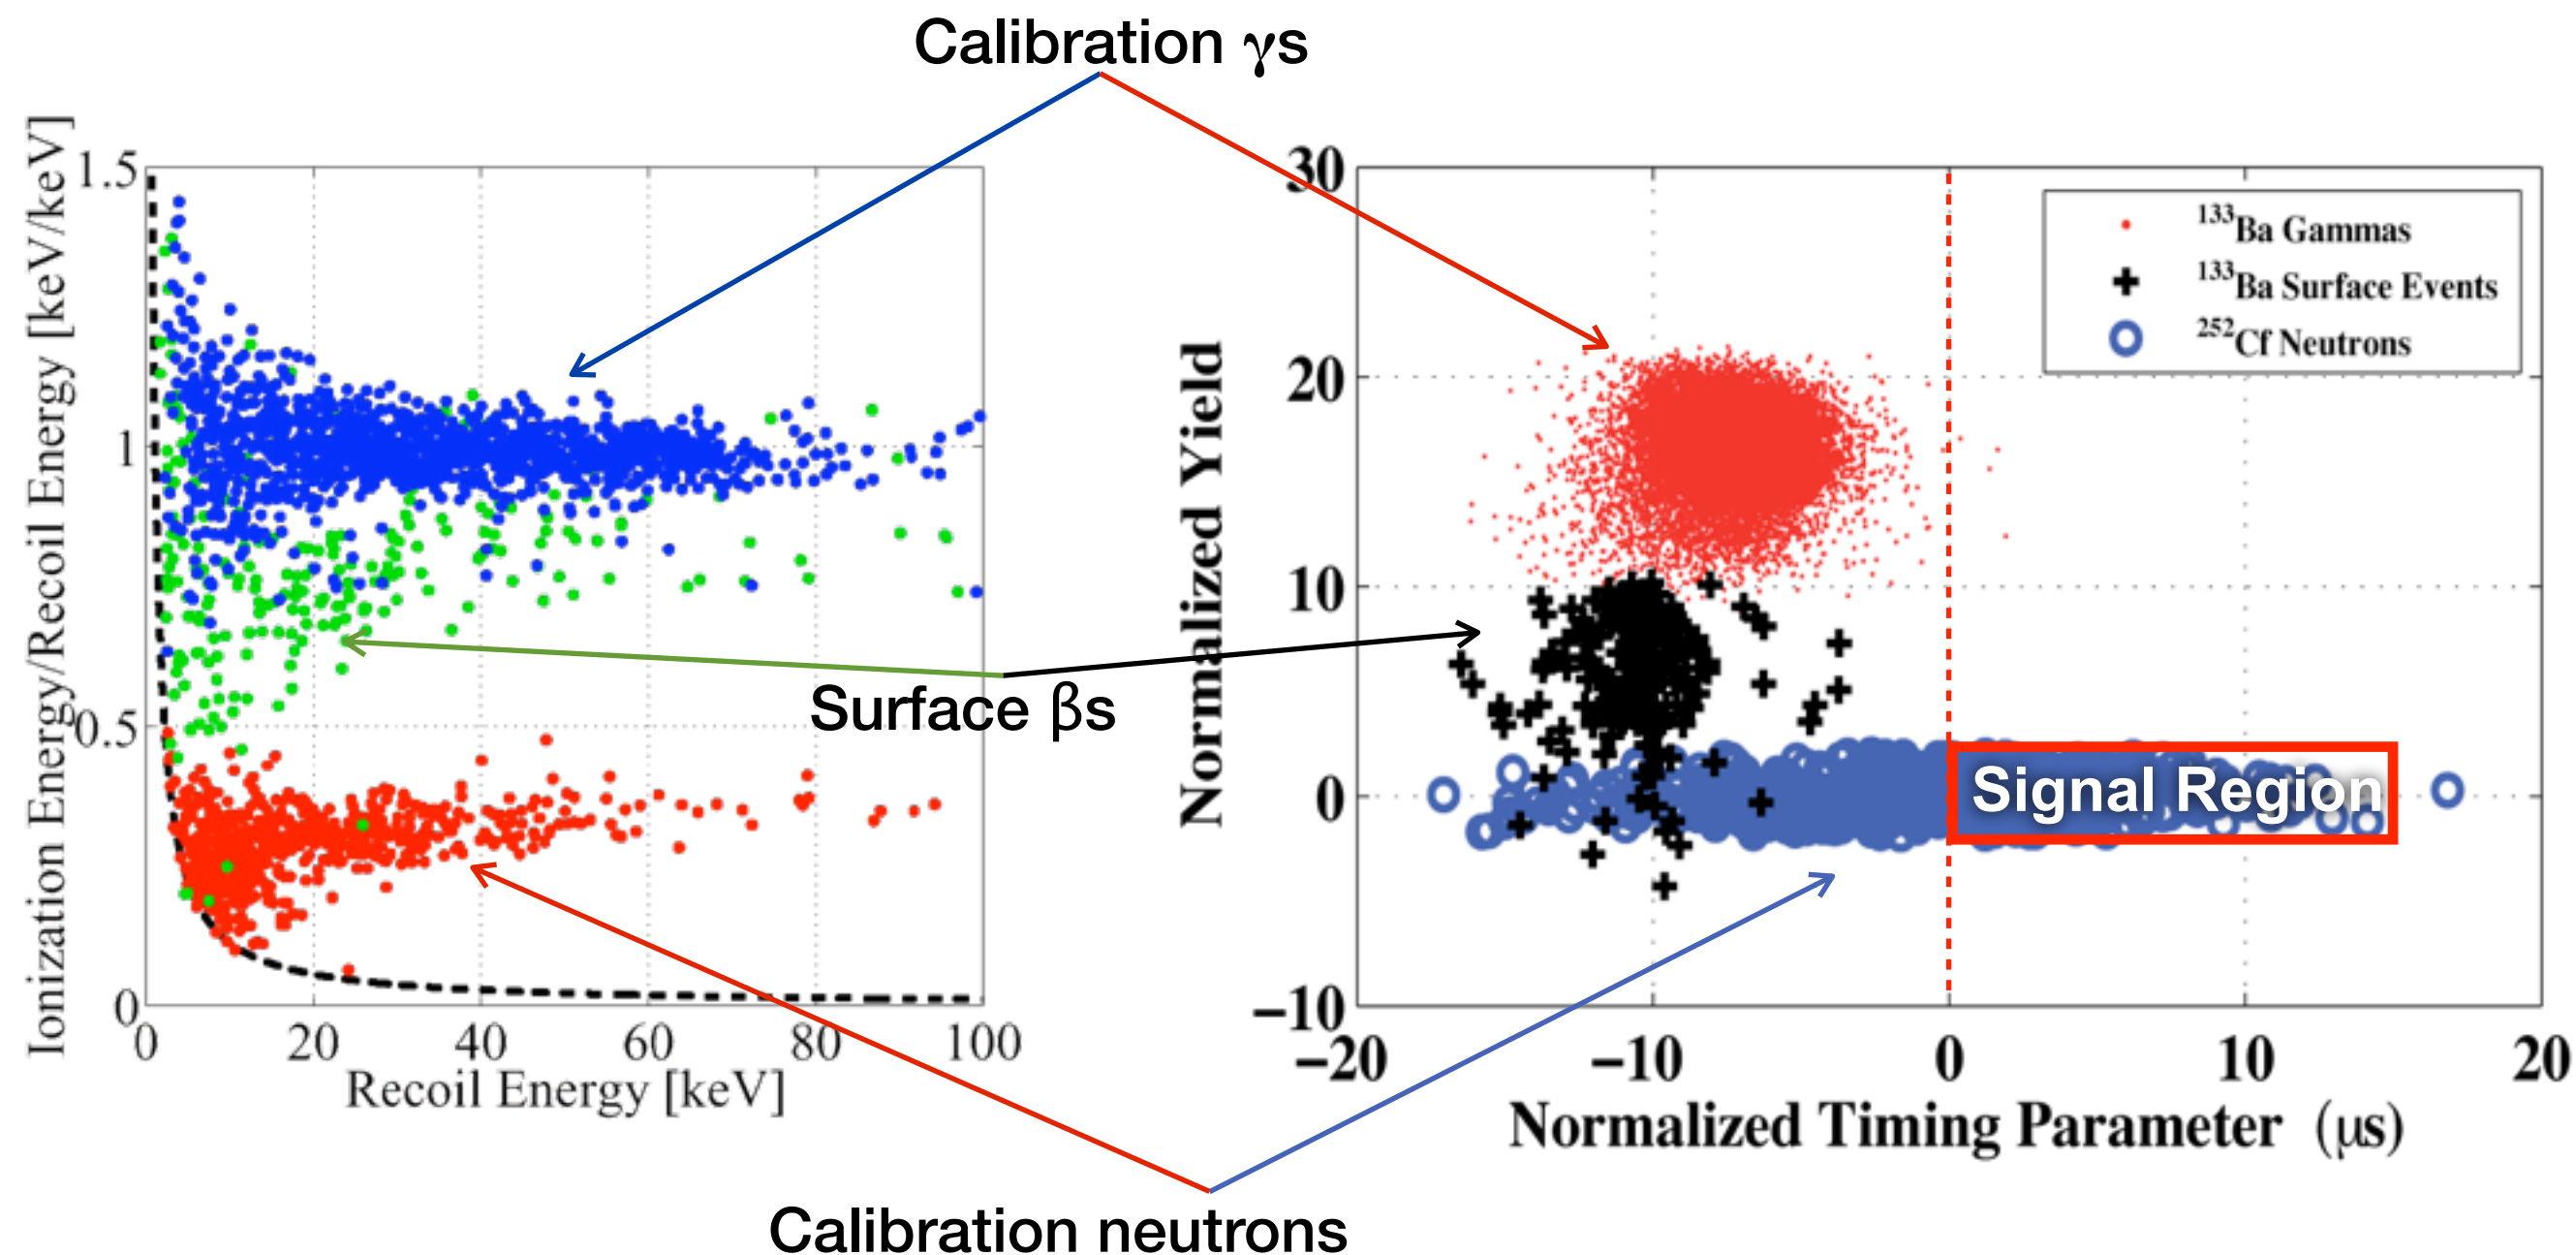 Calibration γs
Ionization Energy/Recoil Energy [keV/keV]
1.5
1
0.5
0
0
20
40
60
80
100
Recoil Energy [keV]
Surface βs
Calibration neutrons
Normalized Yield
30
20
10
0
−10
−20
−10
0
10
20
Normalized Timing Parameter (μs)
¹³³Ba Gammas
¹³³Ba Surface Events
²⁵²Cf Neutrons
Signal Region